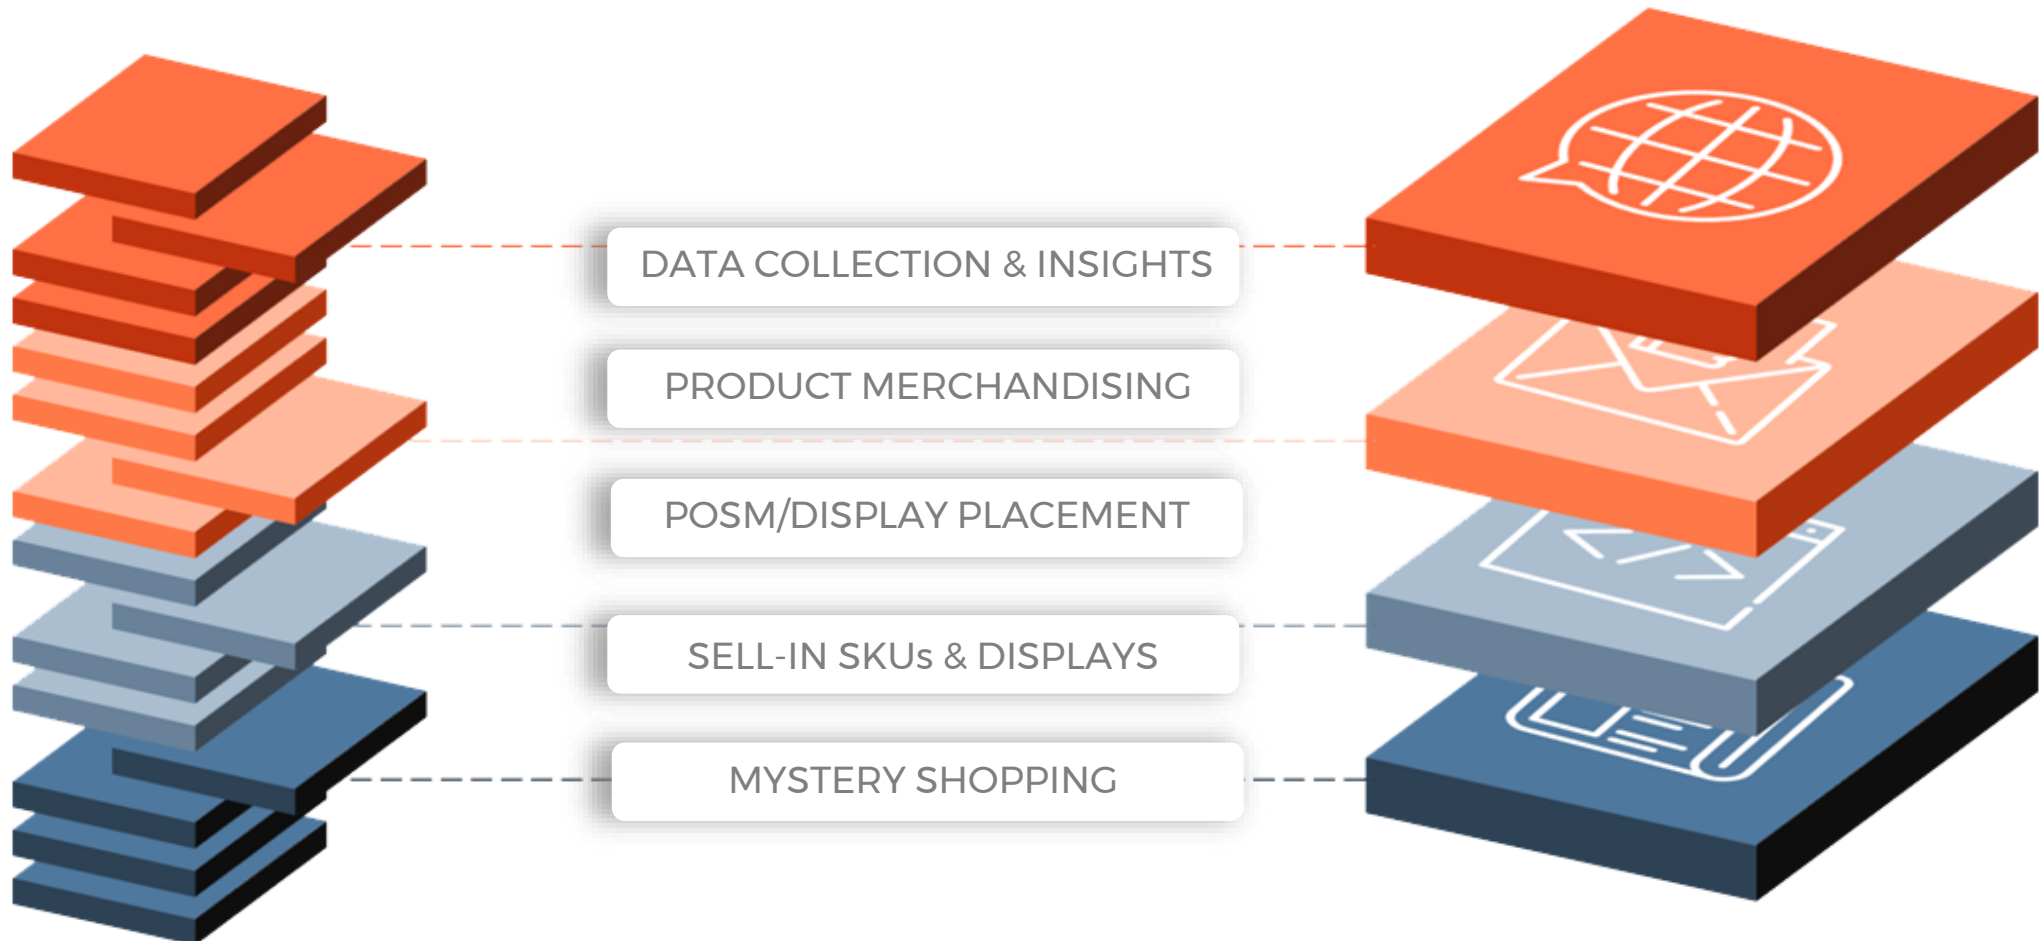 DATA COLLECTION & INSIGHTS
PRODUCT MERCHANDISING
POSM/DISPLAY PLACEMENT
SELL-IN SKUs & DISPLAYS
MYSTERY SHOPPING